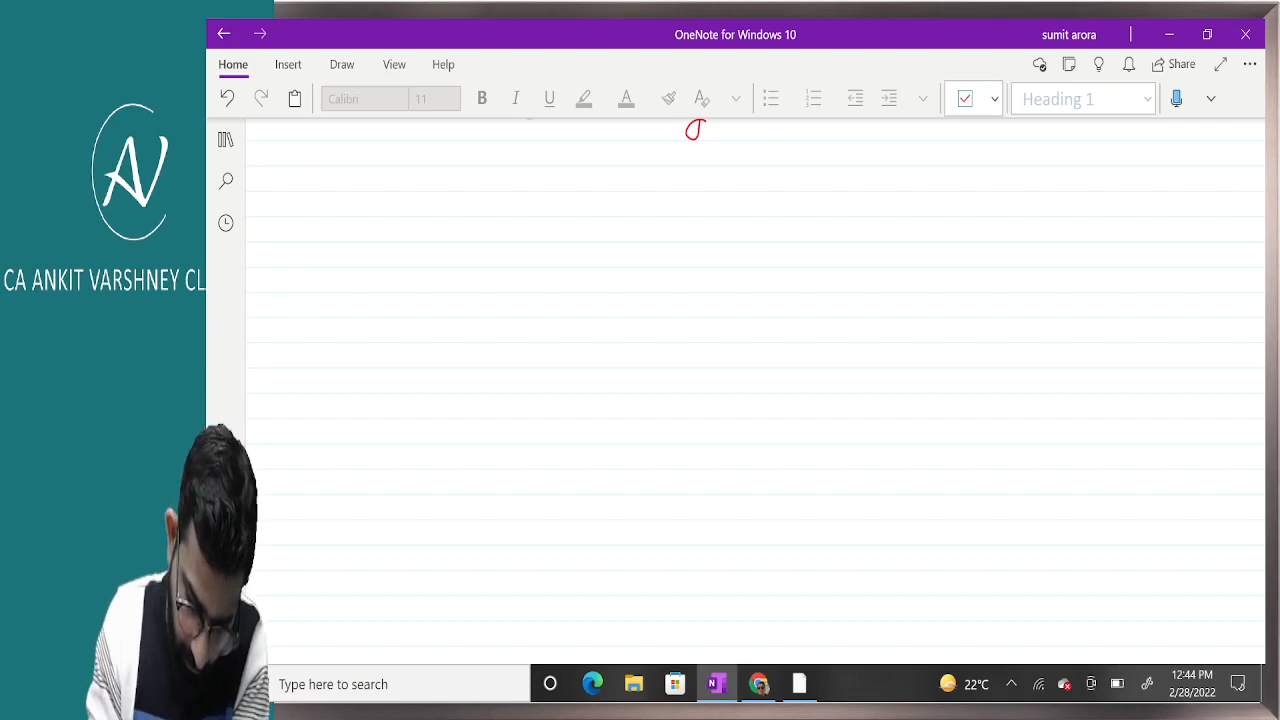 OneNote for Windows 10
sumit arora
Home Insert Draw View Help
Share
Calibri 11 B I U A A Heading 1
σ
AV
CA ANKIT VARSHNEY CL
Type here to search
N
22°C
12:44 PM
2/28/2022